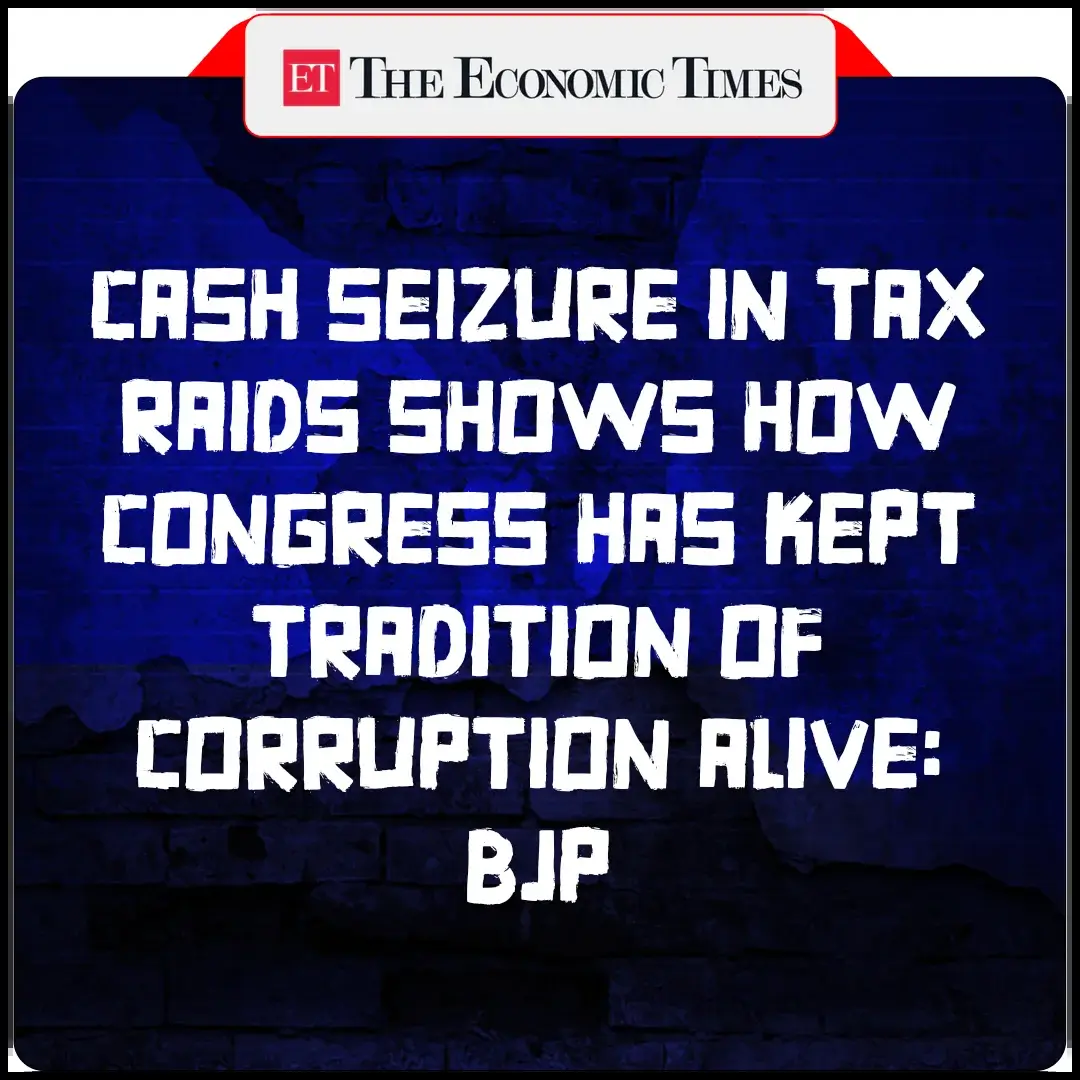 ET THE ECONOMIC TIMES
CASH SEIZURE IN TAX
RAIDS SHOWS HOW
CONGRESS HAS KEPT
TRADITION OF
CORRUPTION ALIVE:
BJP